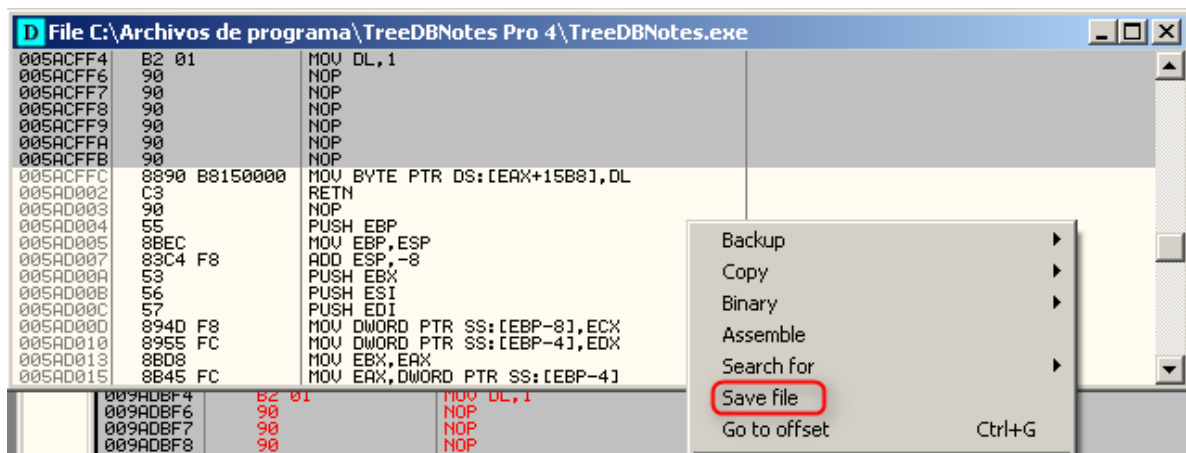 D File C:\Archivos de programa\TreeDBNotes Pro 4\TreeDBNotes.exe
005ACFF4 B2 01 MOV DL,1
005ACFF6 90 NOP
005ACFF7 90 NOP
005ACFF8 90 NOP
005ACFF9 90 NOP
005ACFFA 90 NOP
005ACFFB 90 NOP
005ACFFC 8890 B8150000 MOV BYTE PTR DS:[EAX+15B8],DL
005AD002 C3 RETN
005AD003 90 NOP
005AD004 55 PUSH EBP
005AD005 8BEC MOV EBP,ESP
005AD007 83C4 F8 ADD ESP,-8
005AD00A 53 PUSH EBX
005AD00B 56 PUSH ESI
005AD00C 57 PUSH EDI
005AD00D 894D F8 MOV DWORD PTR SS:[EBP-8],ECX
005AD010 8955 FC MOV DWORD PTR SS:[EBP-4],EDX
005AD013 8BD8 MOV EBX,EAX
005AD015 8B45 FC MOV EAX,DWORD PTR SS:[EBP-4]
Backup
Copy
Binary
Assemble
Search for
Save file
Go to offset Ctrl+G
009ADBF4 B2 01 MOV DL,1
009ADBF6 90 NOP
009ADBF7 90 NOP
009ADBF8 90 NOP